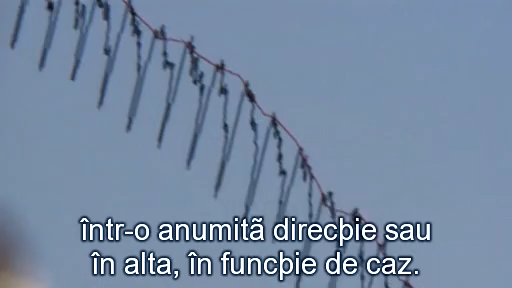 într-o anumitã direcþie sau
în alta, în funcþie de caz.